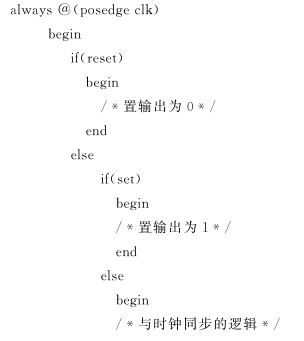 always @(posedge clk)
begin
if(reset)
begin
/*置输出为0*/
end
else
if(set)
begin
/*置输出为1*/
end
else
begin
/*与时钟同步的逻辑*/